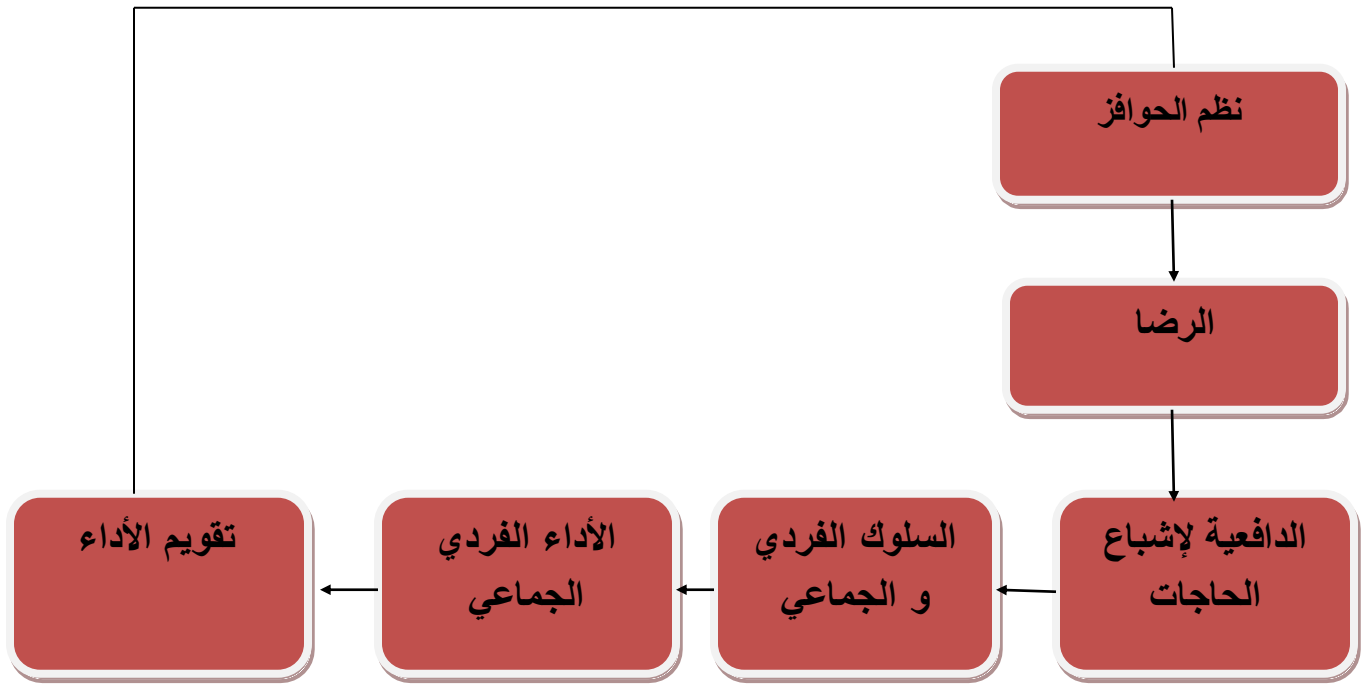 نظم الحوافز
الرضا
الدافعية لإشباع
الحاجات
السلوك الفردي
و الجماعي
الأداء الفردي
الجماعي
تقويم الأداء